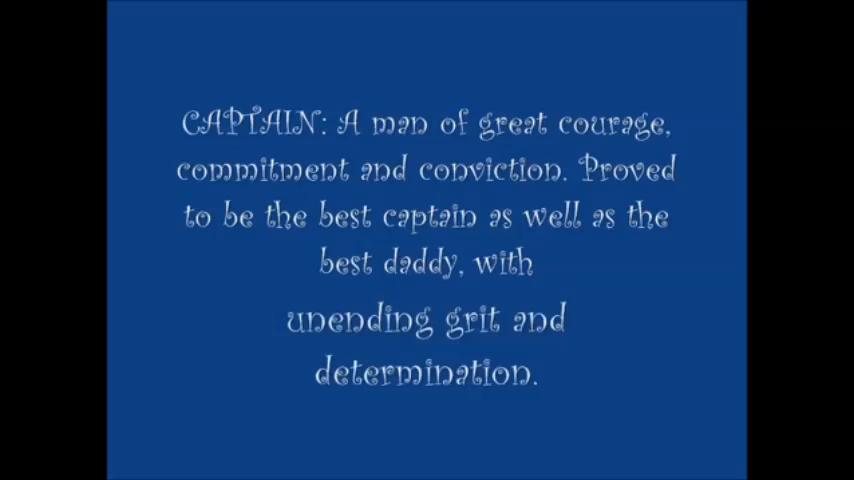 CAPTAIN: A man of great courage,
commitment and conviction. Proved
to be the best captain as well as the
best daddy, with
unending grit and
determination.